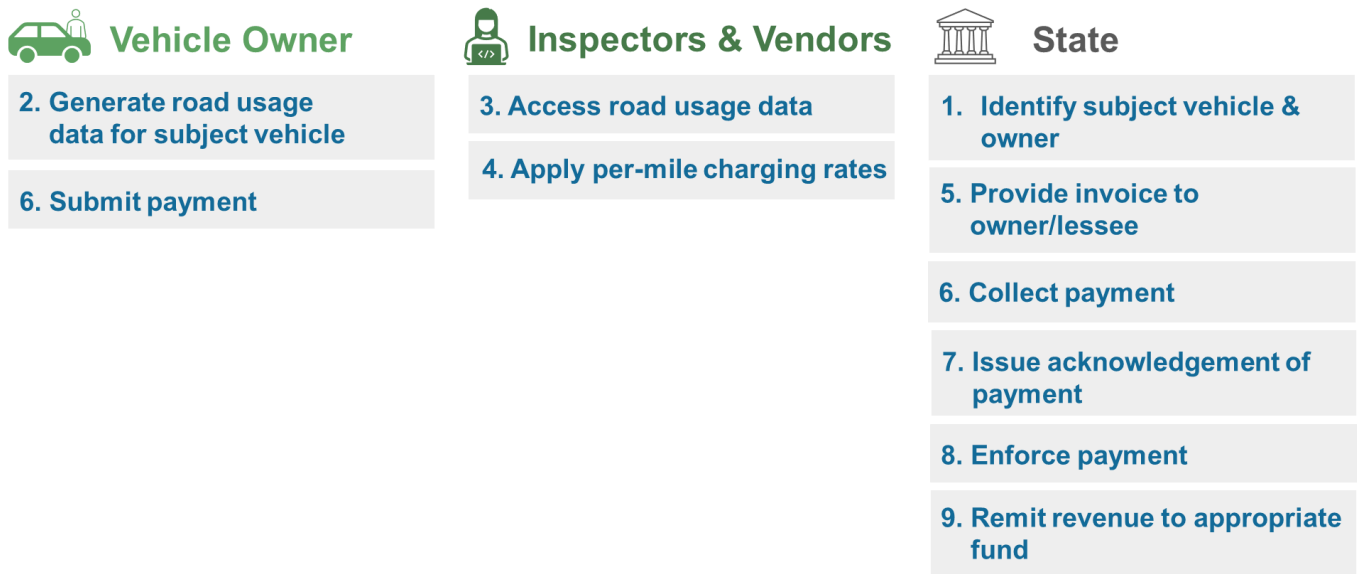 Vehicle Owner
2. Generate road usage
data for subject vehicle
6. Submit payment
Inspectors & Vendors
</>
3. Access road usage data
4. Apply per-mile charging rates
State
1. Identify subject vehicle &
owner
5. Provide invoice to
owner/lessee
6. Collect payment
7. Issue acknowledgement of
payment
8. Enforce payment
9. Remit revenue to appropriate
fund